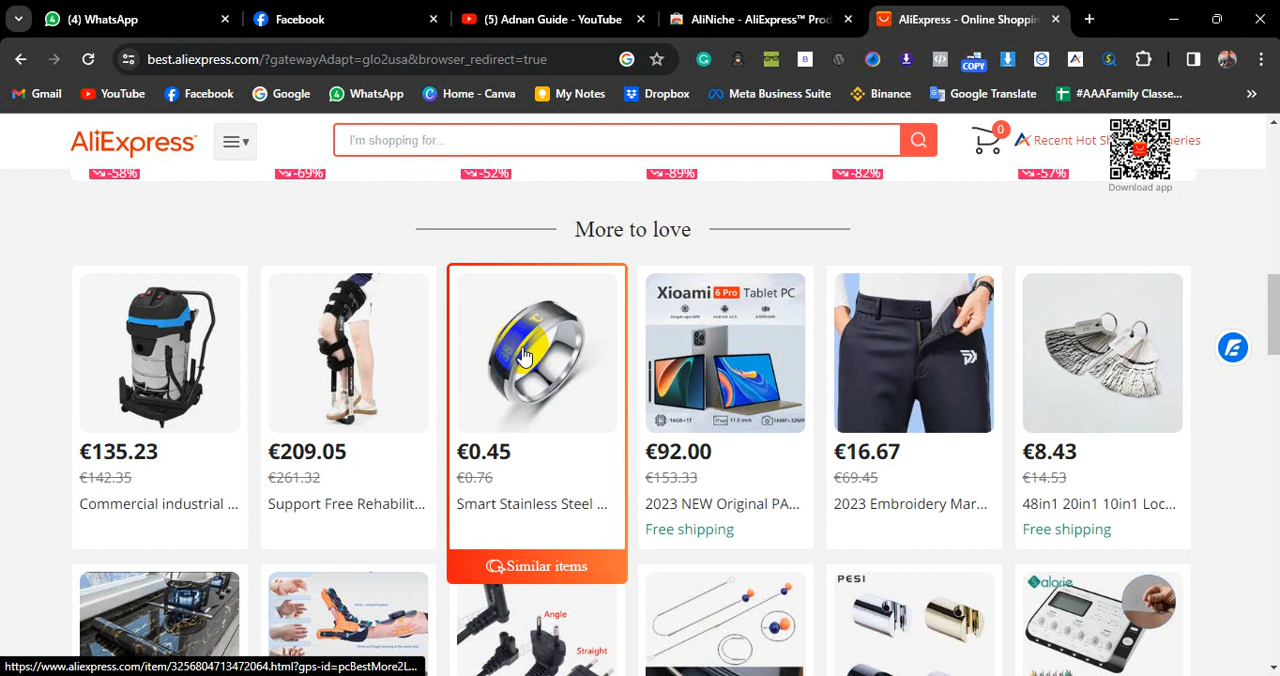 (4) WhatsApp
Facebook
(5) Adnan Guide - YouTube
AliNiche - AliExpress™ Prod
AliExpress - Online Shoppin
best.aliexpress.com/?gatewayAdapt=glo2usa&browser_redirect=true
COPY
Gmail
YouTube
Facebook
Google
WhatsApp
Home - Canva
My Notes
Dropbox
Meta Business Suite
Binance
Google Translate
#AAAFamily Classe...
AliExpress
I'm shopping for...
0
Recent Hot Sh
ueries
Download app
-58%
-69%
-52%
-89%
-82%
-57%
More to love
Xioami 6 Pro Tablet PC
€135.23
€142.35
Commercial industrial ...
€209.05
€261.32
Support Free Rehabilit...
€0.45
€0.76
Smart Stainless Steel ...
€92.00
€153.33
2023 NEW Original PA...
Free shipping
€16.67
€69.45
2023 Embroidery Mar...
€8.43
€14.53
48in1 20in1 10in1 Loc...
Free shipping
Similar items
Angle
Straight
PESI
Salorie
https://www.aliexpress.com/item/3256804713472064.html?gps-id=pcBestMore2L...